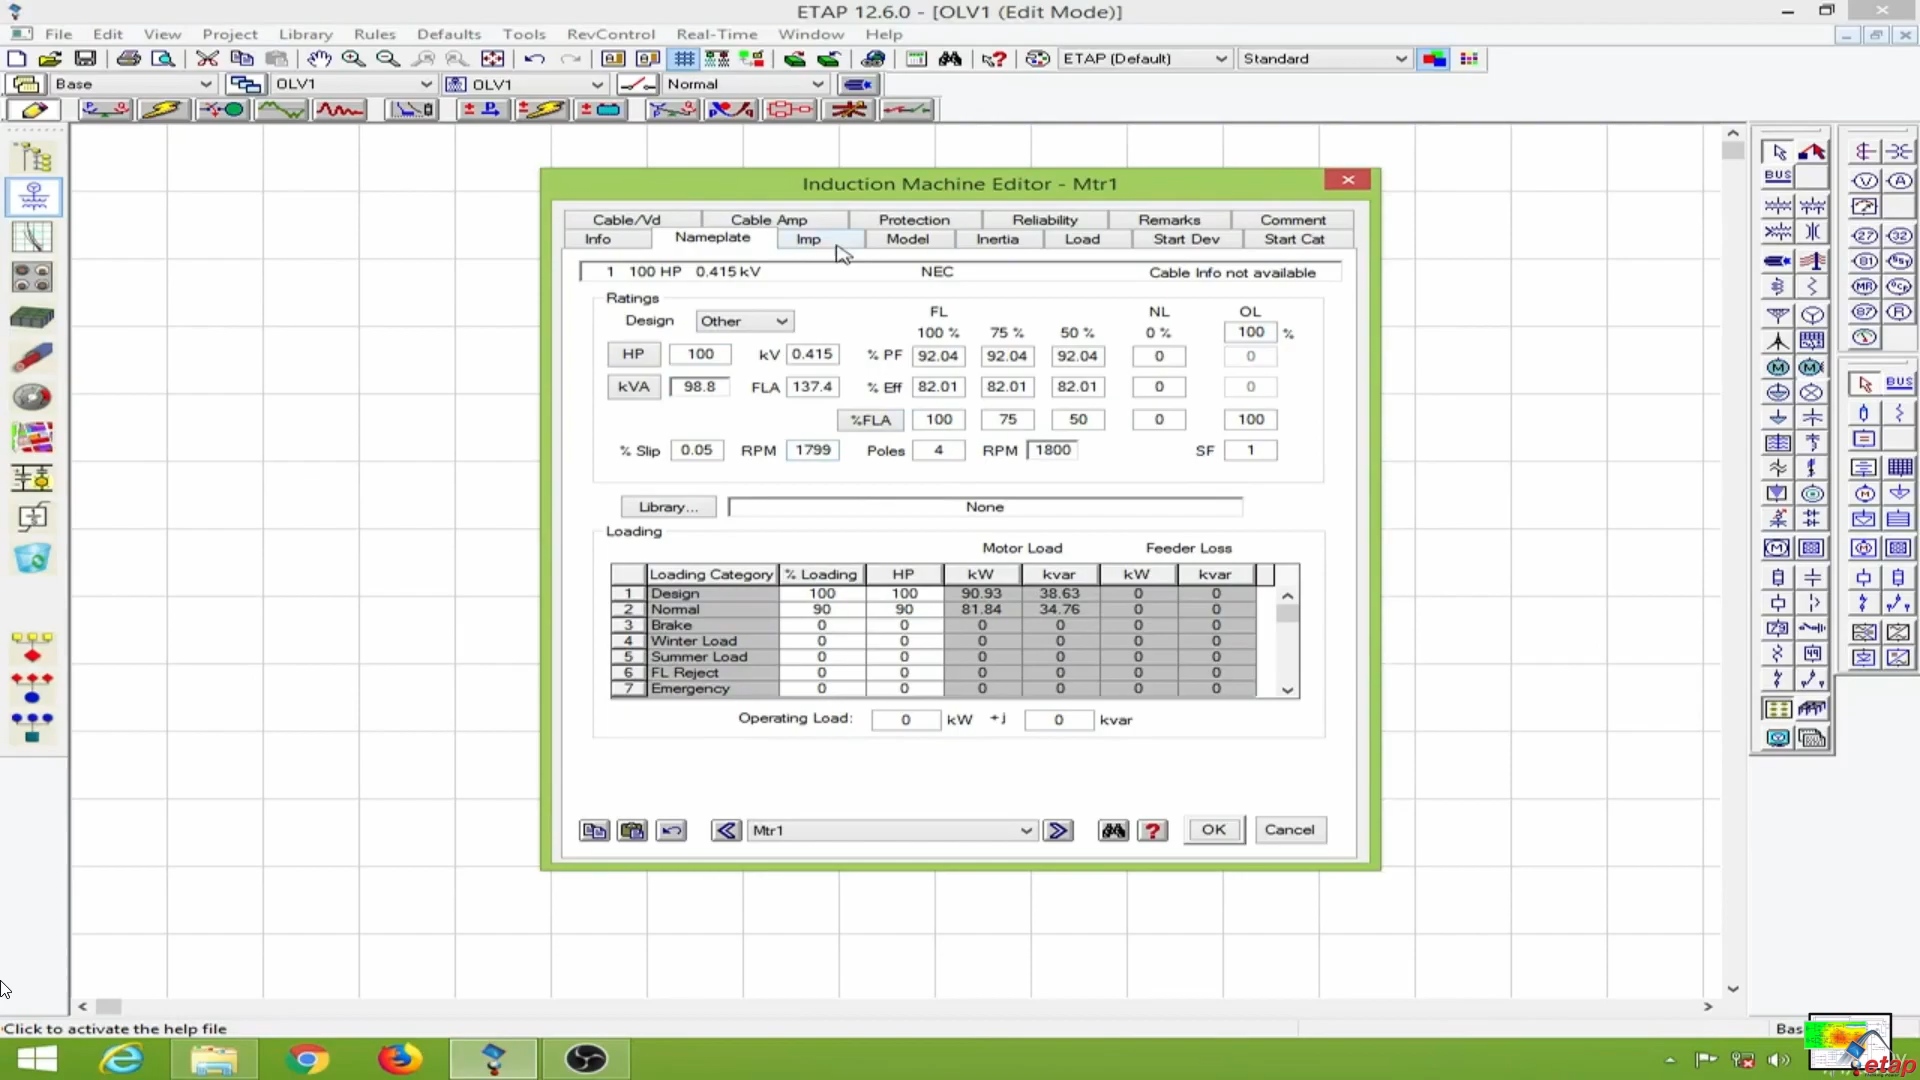 ETAP 12.6.0 - [OLV1 (Edit Mode)]
File Edit View Project Library Rules Defaults Tools RevControl Real-Time Window Help
ETAP (Default) Standard
Base OLV1 OLV1 Normal
Induction Machine Editor - Mtr1
Cable/Vd Cable Amp Protection Reliability Remarks Comment
Info Nameplate Imp Model Inertia Load Start Dev Start Cat
1 100 HP 0.415 kV NEC Cable Info not available
Ratings
FL NL OL
Design Other 100 % 75 % 50 % 0 % 100 %
HP 100 kV 0.415 % PF 92.04 92.04 92.04 0 0
kVA 98.8 FLA 137.4 % Eff 82.01 82.01 82.01 0 0
%FLA 100 75 50 0 100
% Slip 0.05 RPM 1799 Poles 4 RPM 1800 SF 1
Library... None
Loading
Motor Load Feeder Loss
Loading Category % Loading HP kW kvar kW kvar
1 Design 100 100 90.93 38.63 0 0
2 Normal 90 90 81.84 34.76 0 0
3 Brake 0 0 0 0 0 0
4 Winter Load 0 0 0 0 0 0
5 Summer Load 0 0 0 0 0 0
6 FL Reject 0 0 0 0 0 0
7 Emergency 0 0 0 0 0 0
Operating Load: 0 kW +j 0 kvar
Mtr1 OK Cancel
BUS
BUS
Click to activate the help file
etap